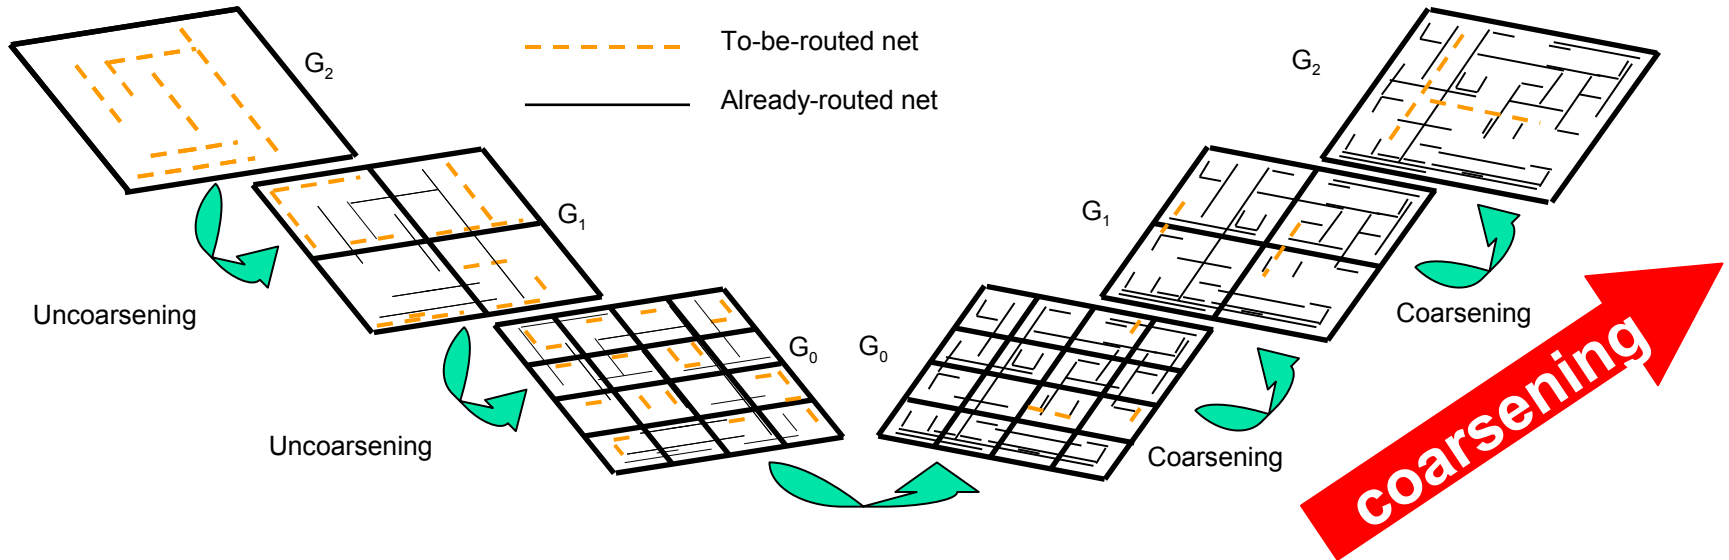 G2
To-be-routed net
Already-routed net
G2
G1
G1
Uncoarsening
Coarsening
G0
G0
Uncoarsening
Coarsening
coarsening